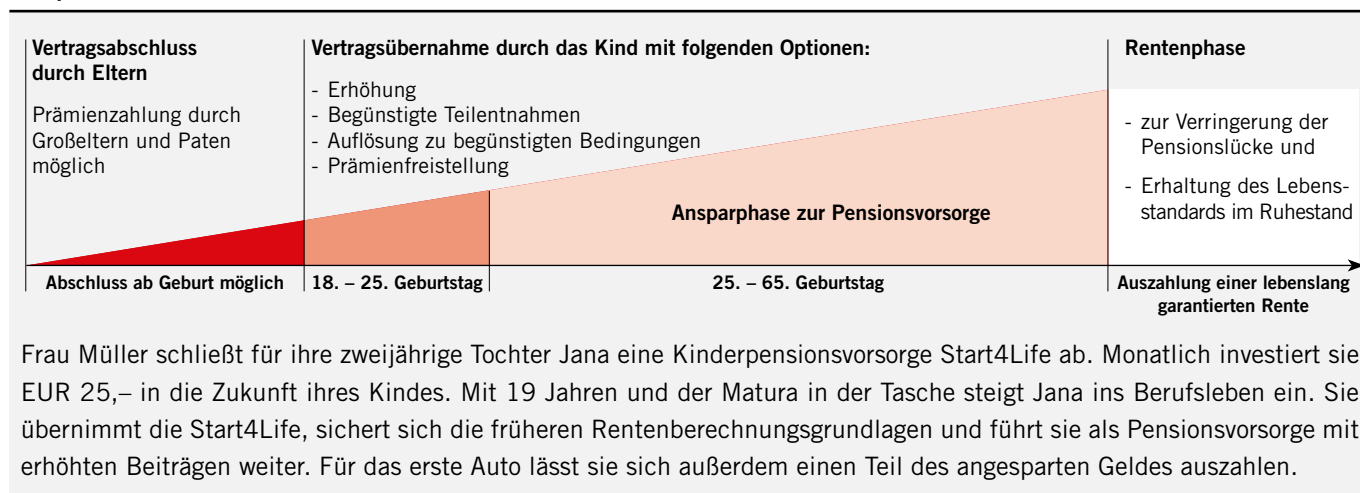 Vertragsabschluss
durch Eltern
Prämienzahlung durch
Großeltern und Paten
möglich
Vertragsübernahme durch das Kind mit folgenden Optionen:
- Erhöhung
- Begünstigte Teilentnahmen
- Auflösung zu begünstigten Bedingungen
- Prämienfreistellung
Rentenphase
- zur Verringerung der
Pensionslücke und
- Erhaltung des Lebens-
standards im Ruhestand
Ansparphase zur Pensionsvorsorge
Abschluss ab Geburt möglich
18. – 25. Geburtstag
25. – 65. Geburtstag
Auszahlung einer lebenslang
garantierten Rente
Frau Müller schließt für ihre zweijährige Tochter Jana eine Kinderpensionsvorsorge Start4Life ab. Monatlich investiert sie
EUR 25,– in die Zukunft ihres Kindes. Mit 19 Jahren und der Matura in der Tasche steigt Jana ins Berufsleben ein. Sie
übernimmt die Start4Life, sichert sich die früheren Rentenberechnungsgrundlagen und führt sie als Pensionsvorsorge mit
erhöhten Beiträgen weiter. Für das erste Auto lässt sie sich außerdem einen Teil des angesparten Geldes auszahlen.